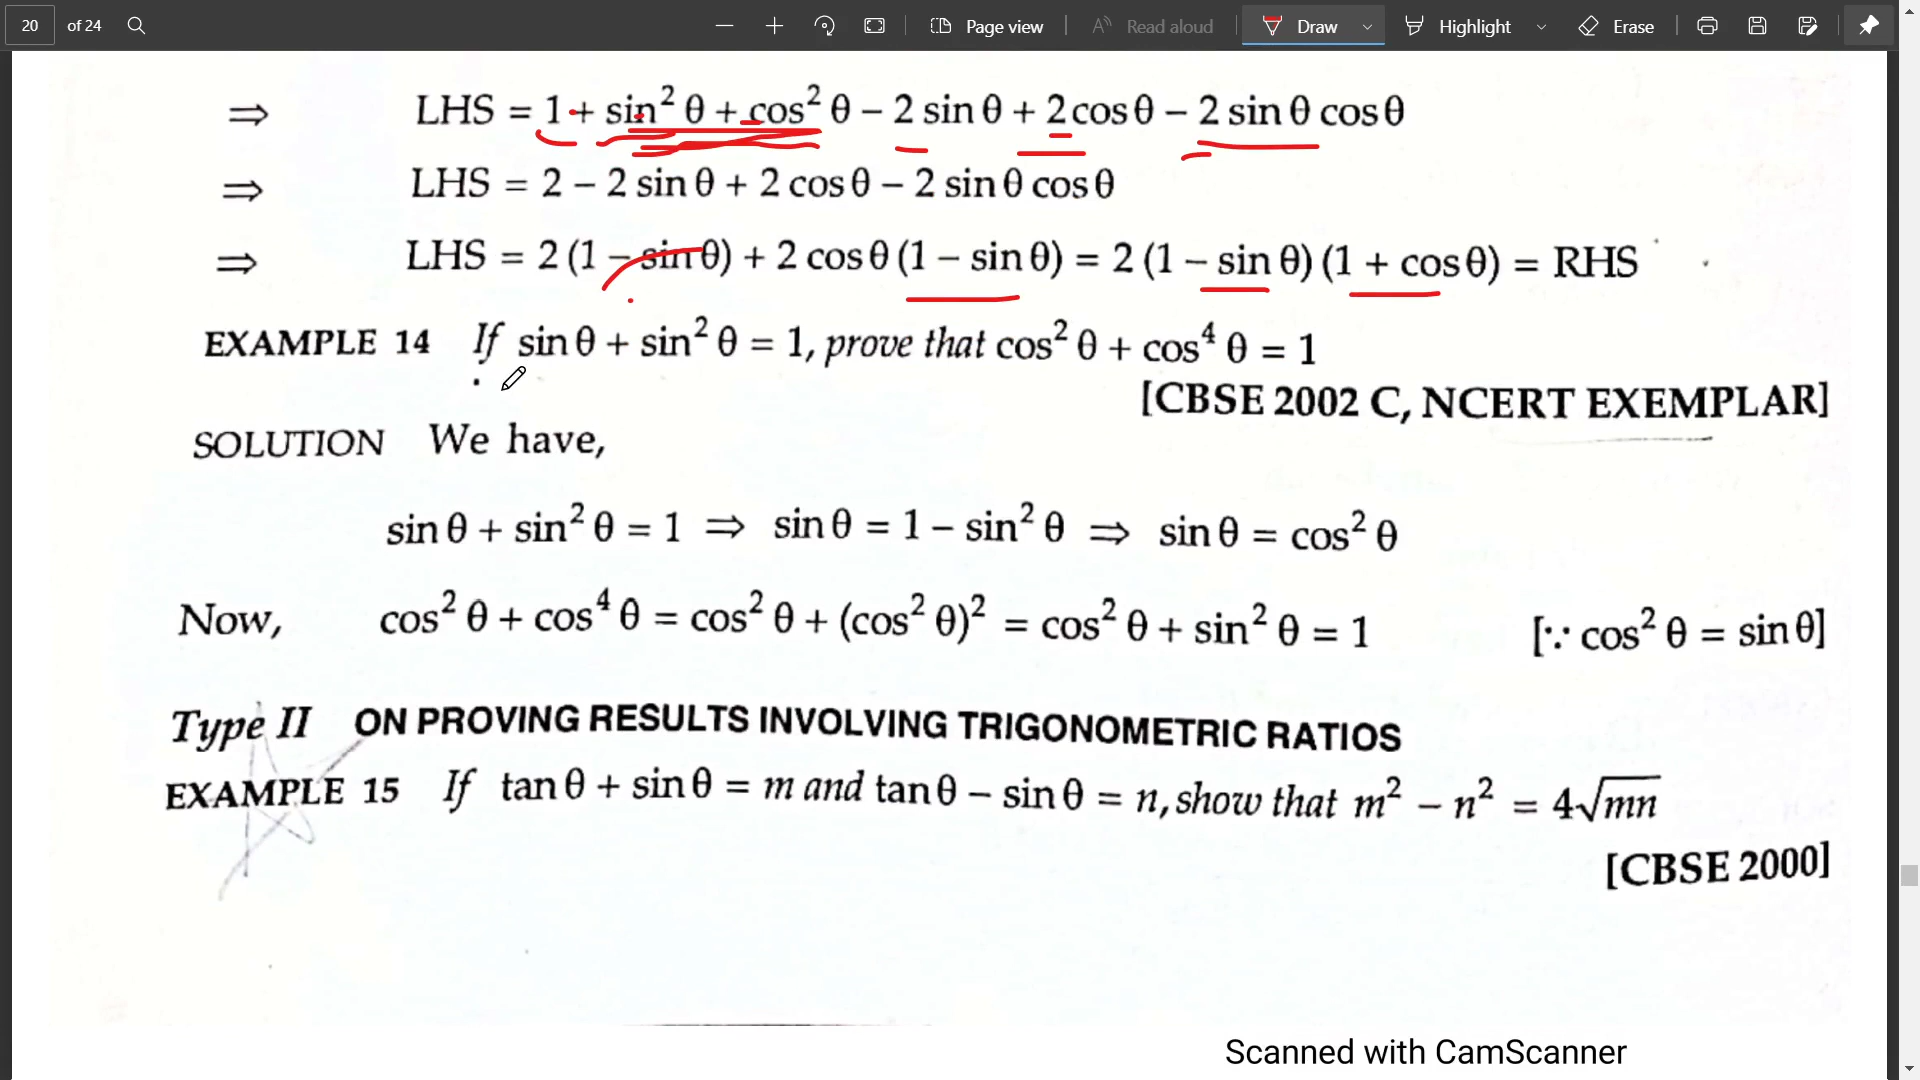 20 of 24 Page view Read aloud Draw Highlight Erase
⇒ LHS = 1 + sin² θ + cos² θ − 2 sin θ + 2 cos θ − 2 sin θ cos θ
⇒ LHS = 2 − 2 sin θ + 2 cos θ − 2 sin θ cos θ
⇒ LHS = 2 (1 − sin θ) + 2 cos θ (1 − sin θ) = 2 (1 − sin θ) (1 + cos θ) = RHS
EXAMPLE 14 If sin θ + sin² θ = 1, prove that cos² θ + cos⁴ θ = 1
[CBSE 2002 C, NCERT EXEMPLAR]
SOLUTION We have,
sin θ + sin² θ = 1 ⇒ sin θ = 1 − sin² θ ⇒ sin θ = cos² θ
Now, cos² θ + cos⁴ θ = cos² θ + (cos² θ)² = cos² θ + sin² θ = 1 [∵ cos² θ = sin θ]
Type II ON PROVING RESULTS INVOLVING TRIGONOMETRIC RATIOS
EXAMPLE 15 If tan θ + sin θ = m and tan θ − sin θ = n, show that m² − n² = 4√mn
[CBSE 2000]
Scanned with CamScanner